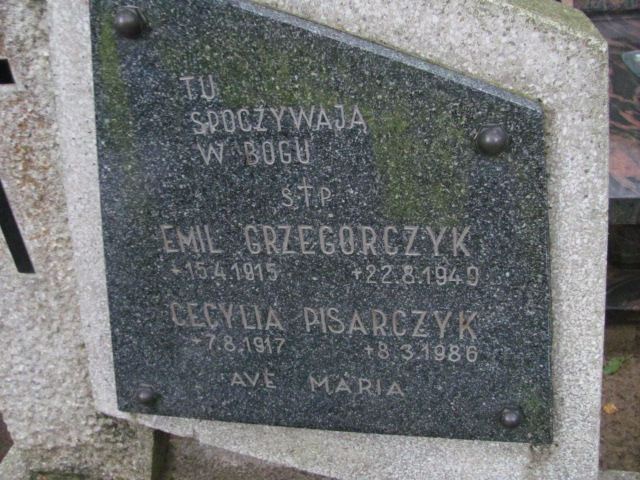 TU
SPOCZYWAJĄ
W BOGU
S†P
EMIL GRZEGORCZYK
*15.4.1915 +22.8.1949
CECYLIA PISARCZYK
*7.8.1917 +8.3.1986
AVE MARIA